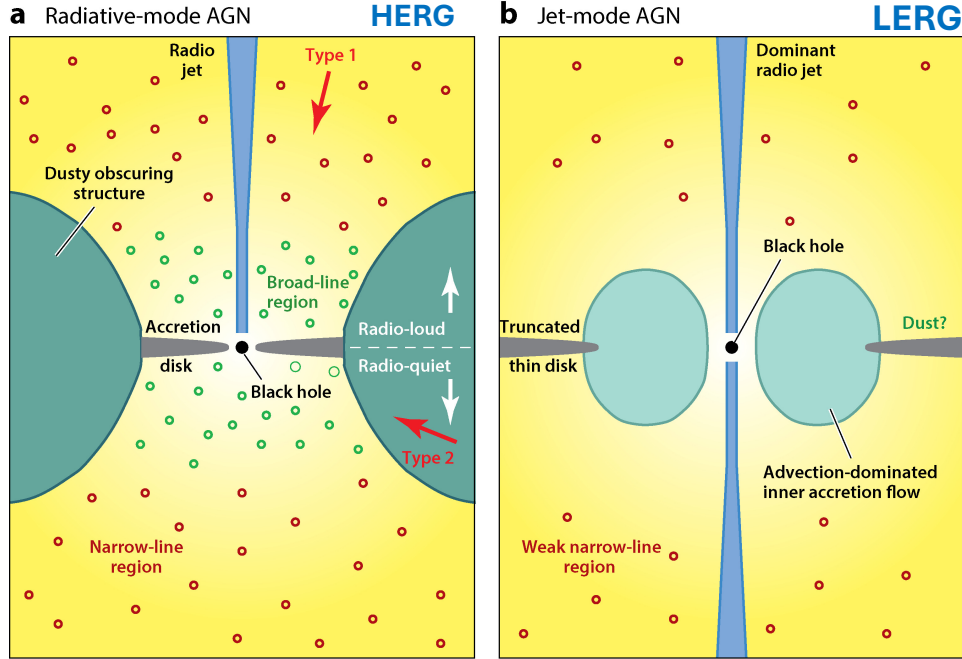 a Radiative-mode AGN HERG
Radio
jet
Type 1
Dusty obscuring
structure
Broad-line
region
Accretion
disk
Radio-loud
Radio-quiet
Black hole
Type 2
Narrow-line
region
b Jet-mode AGN LERG
Dominant
radio jet
Black hole
Truncated
thin disk
Dust?
Advection-dominated
inner accretion flow
Weak narrow-line
region